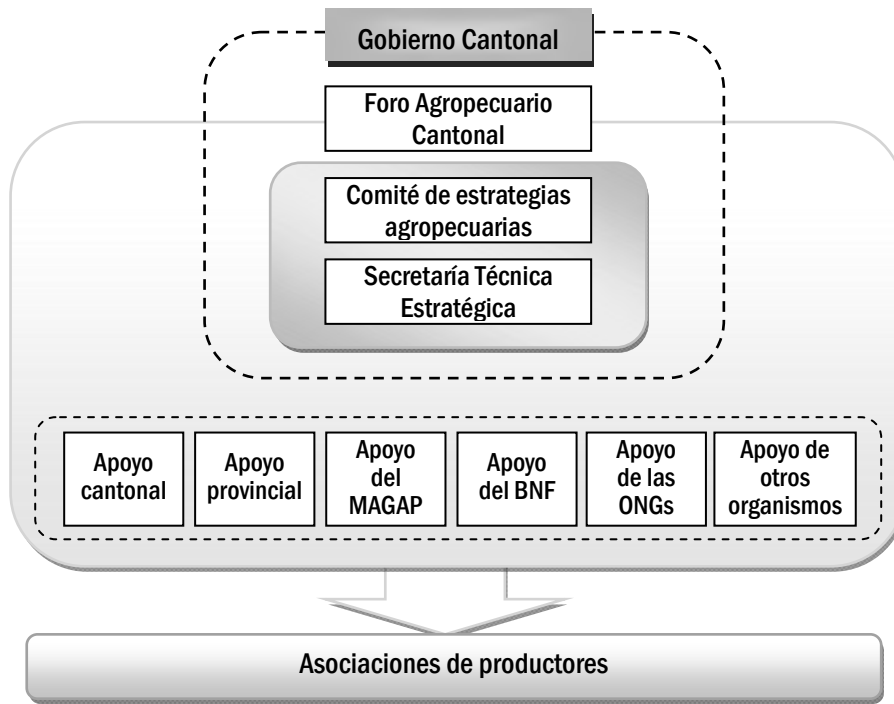 Gobierno Cantonal
Foro Agropecuario
Cantonal
Comité de estrategias
agropecuarias
Secretaría Técnica
Estratégica
Apoyo
cantonal
Apoyo
provincial
Apoyo
del
MAGAP
Apoyo
del BNF
Apoyo
de las
ONGs
Apoyo de
otros
organismos
Asociaciones de productores